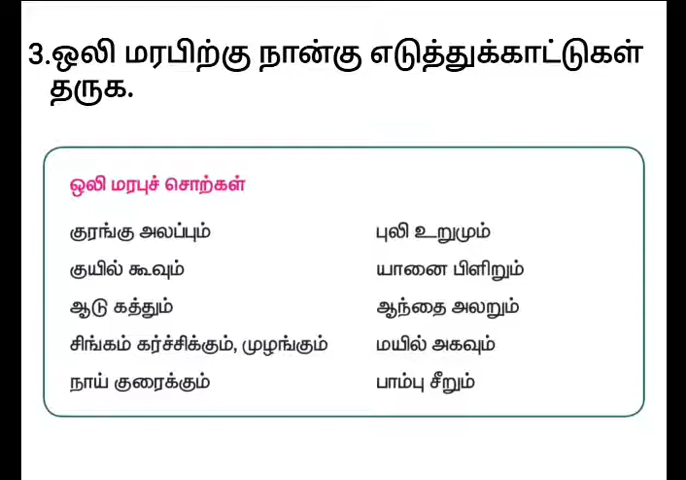 3.ஒலி மரபிற்கு நான்கு எடுத்துக்காட்டுகள்
தருக.
ஒலி மரபுச் சொற்கள்
குரங்கு அலப்பும் புலி உறுமும்
குயில் கூவும் யானை பிளிறும்
ஆடு கத்தும் ஆந்தை அலறும்
சிங்கம் கர்ச்சிக்கும், முழங்கும் மயில் அகவும்
நாய் குரைக்கும் பாம்பு சீறும்